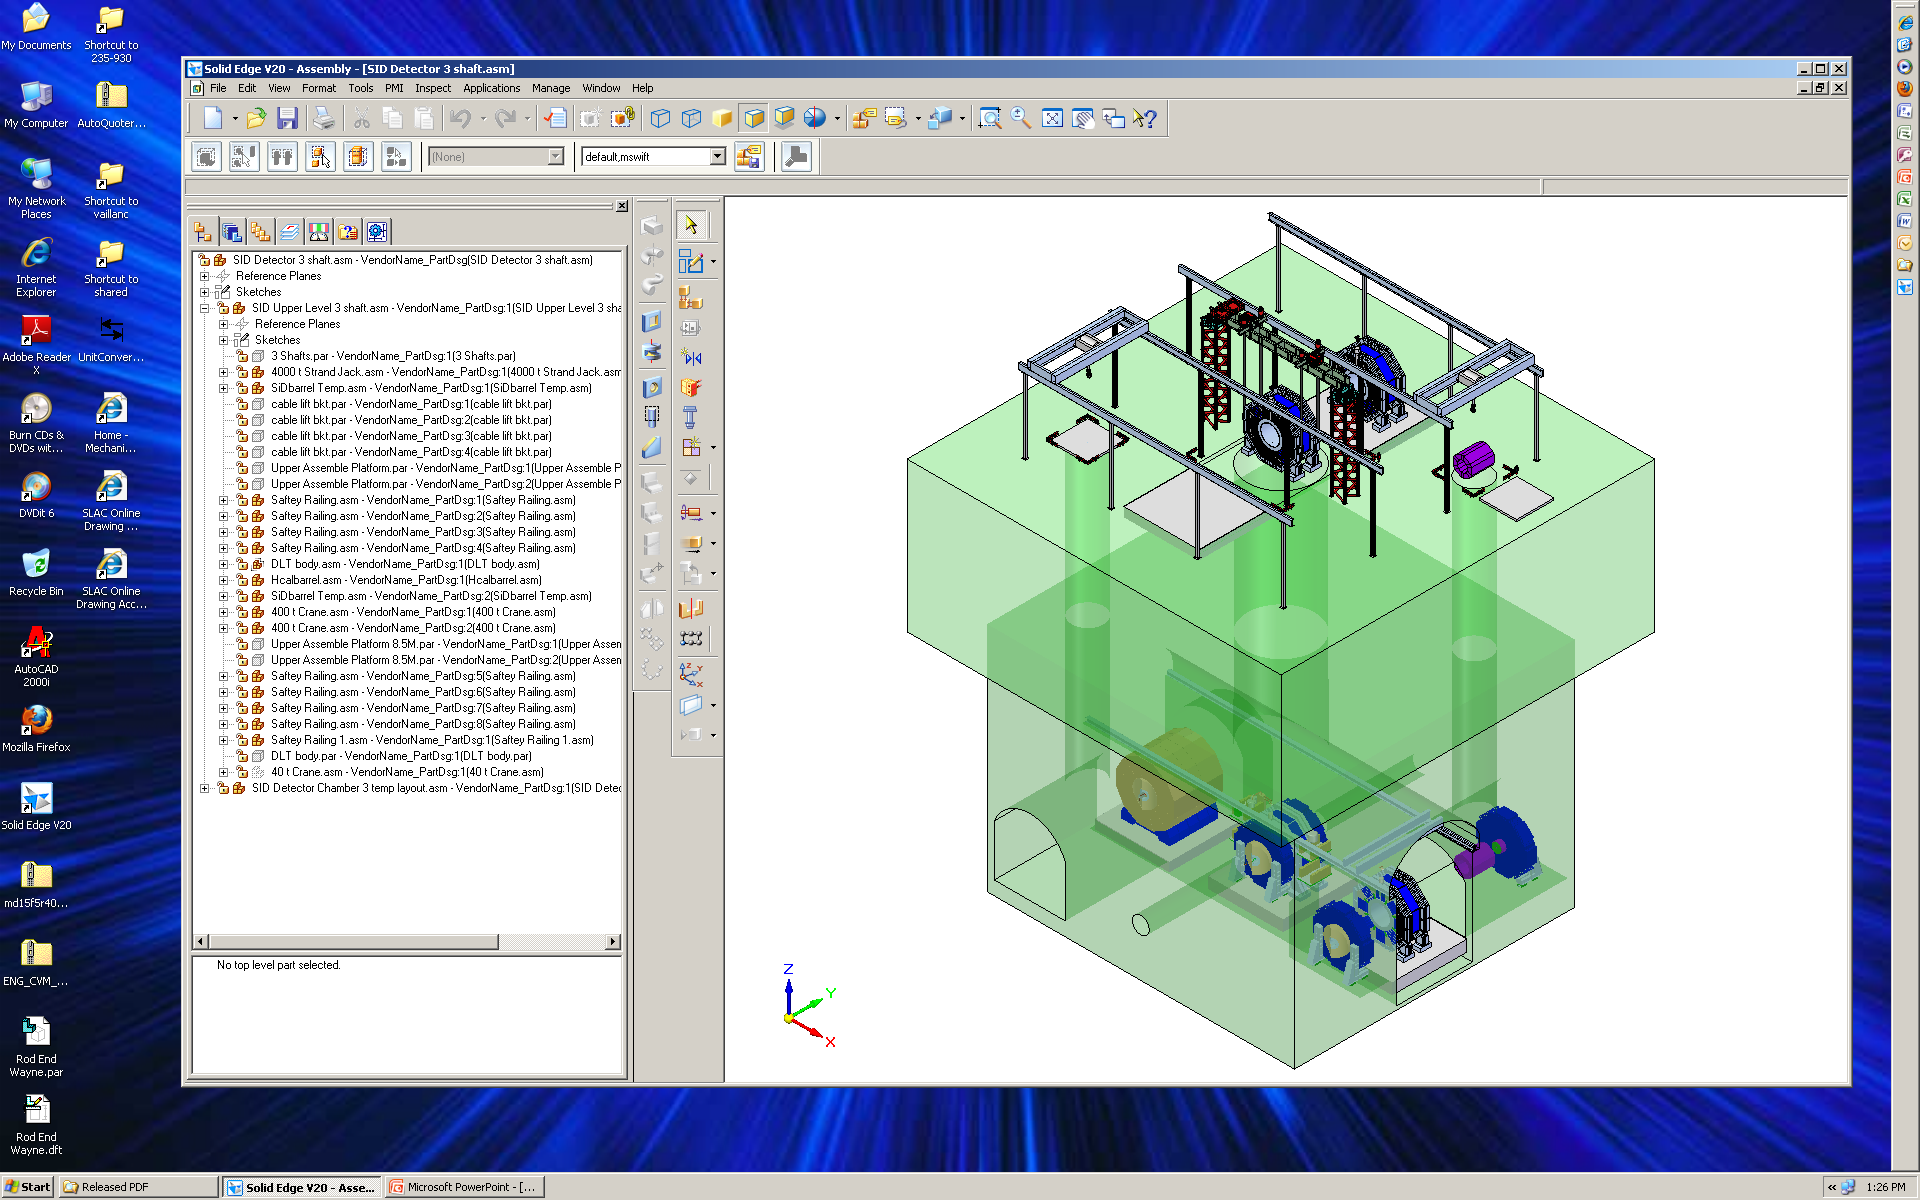 My Documents
Shortcut to
235-930
My Computer
AutoQuoter...
My Network
Places
Shortcut to
vaillanc
Internet
Explorer
Shortcut to
shared
Adobe Reader
X
UnitConver...
Burn CDs &
DVDs wit...
Home -
Mechani...
DVDit 6
SLAC Online
Drawing ...
Recycle Bin
SLAC Online
Drawing Acc...
AutoCAD
2000i
Mozilla Firefox
Solid Edge V20
md15f5r40...
ENG_CVM_...
Rod End
Wayne.par
Rod End
Wayne.dft
Solid Edge V20 - Assembly - [SID Detector 3 shaft.asm]
File Edit View Format Tools PMI Inspect Applications Manage Window Help
(None)
default,mswift
SID Detector 3 shaft.asm - VendorName_PartDsg(SID Detector 3 shaft.asm)
Reference Planes
Sketches
SID Upper Level 3 shaft.asm - VendorName_PartDsg:1(SID Upper Level 3 sha
Reference Planes
Sketches
3 Shafts.par - VendorName_PartDsg:1(3 Shafts.par)
4000 t Strand Jack.asm - VendorName_PartDsg:1(4000 t Strand Jack.asm
SiDbarrel Temp.asm - VendorName_PartDsg:1(SiDbarrel Temp.asm)
cable lift bkt.par - VendorName_PartDsg:1(cable lift bkt.par)
cable lift bkt.par - VendorName_PartDsg:2(cable lift bkt.par)
cable lift bkt.par - VendorName_PartDsg:3(cable lift bkt.par)
cable lift bkt.par - VendorName_PartDsg:4(cable lift bkt.par)
Upper Assemble Platform.par - VendorName_PartDsg:1(Upper Assemble P
Upper Assemble Platform.par - VendorName_PartDsg:2(Upper Assemble P
Saftey Railing.asm - VendorName_PartDsg:1(Saftey Railing.asm)
Saftey Railing.asm - VendorName_PartDsg:2(Saftey Railing.asm)
Saftey Railing.asm - VendorName_PartDsg:3(Saftey Railing.asm)
Saftey Railing.asm - VendorName_PartDsg:4(Saftey Railing.asm)
DLT body.asm - VendorName_PartDsg:1(DLT body.asm)
Hcalbarrel.asm - VendorName_PartDsg:1(Hcalbarrel.asm)
SiDbarrel Temp.asm - VendorName_PartDsg:2(SiDbarrel Temp.asm)
400 t Crane.asm - VendorName_PartDsg:1(400 t Crane.asm)
400 t Crane.asm - VendorName_PartDsg:2(400 t Crane.asm)
Upper Assemble Platform 8.5M.par - VendorName_PartDsg:1(Upper Assen
Upper Assemble Platform 8.5M.par - VendorName_PartDsg:2(Upper Assen
Saftey Railing.asm - VendorName_PartDsg:5(Saftey Railing.asm)
Saftey Railing.asm - VendorName_PartDsg:6(Saftey Railing.asm)
Saftey Railing.asm - VendorName_PartDsg:7(Saftey Railing.asm)
Saftey Railing.asm - VendorName_PartDsg:8(Saftey Railing.asm)
Saftey Railing 1.asm - VendorName_PartDsg:1(Saftey Railing 1.asm)
DLT body.par - VendorName_PartDsg:1(DLT body.par)
40 t Crane.asm - VendorName_PartDsg:1(40 t Crane.asm)
SID Detector Chamber 3 temp layout.asm - VendorName_PartDsg:1(SID Detec
No top level part selected.
Z
Y
X
Start
Released PDF
Solid Edge V20 - Asse...
Microsoft PowerPoint - [...
«
1:26 PM